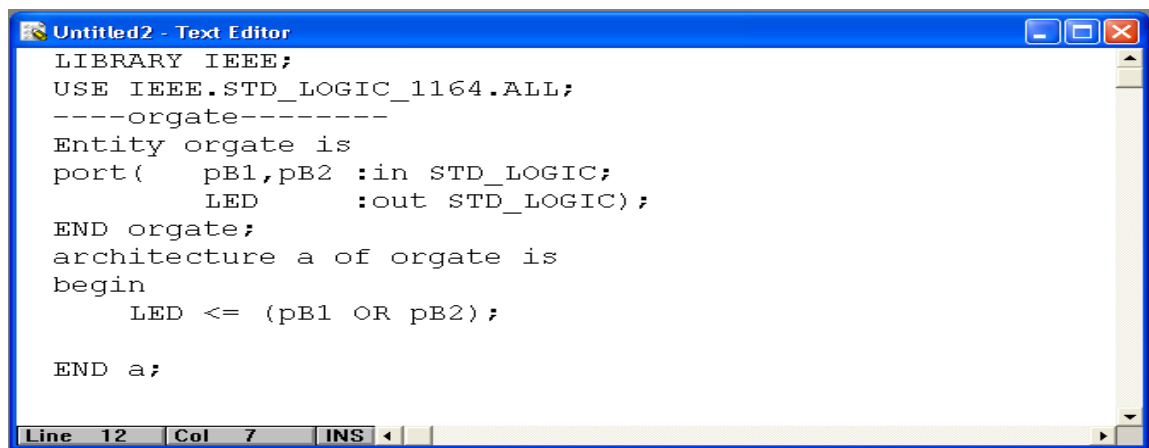 Untitled2 - Text Editor
LIBRARY IEEE;
USE IEEE.STD_LOGIC_1164.ALL;
----orgate--------
Entity orgate is
port(   pB1,pB2 :in STD_LOGIC;
        LED     :out STD_LOGIC);
END orgate;
architecture a of orgate is
begin
    LED <= (pB1 OR pB2);
END a;
Line 12 Col 7 INS